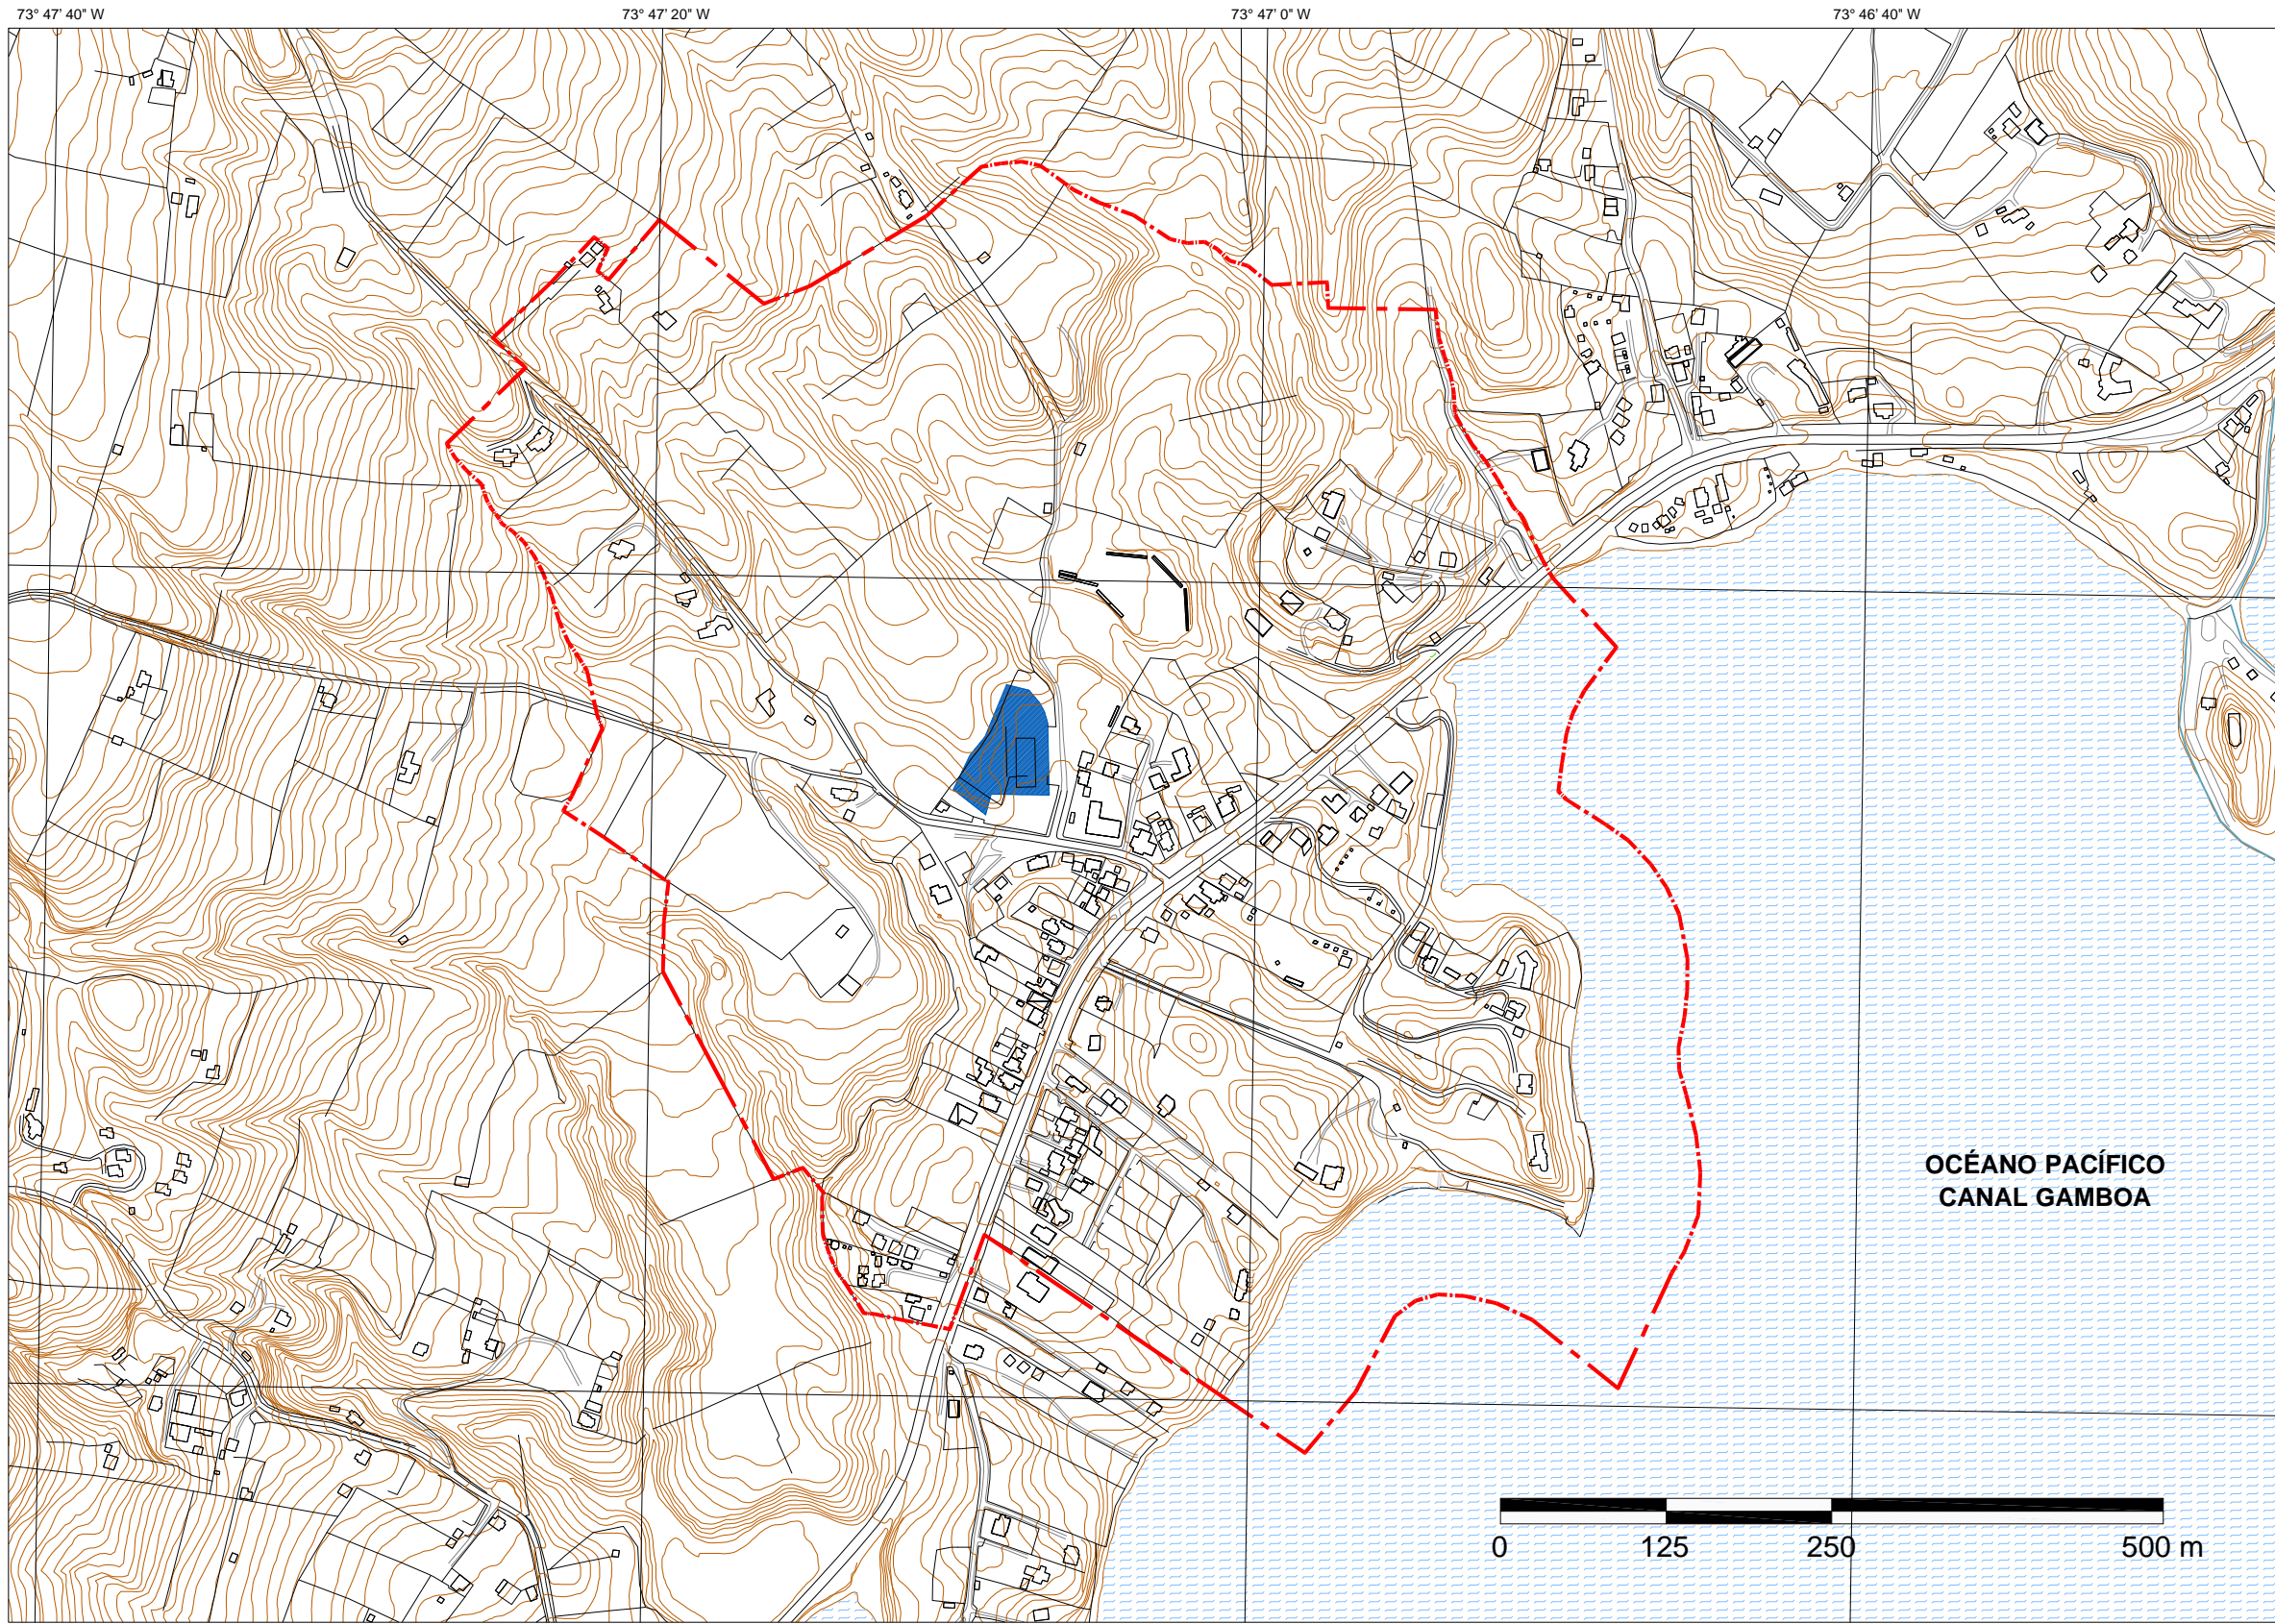 73° 47' 40" W
73° 47' 20" W
73° 47' 0" W
73° 46' 40" W
OCÉANO PACÍFICO
CANAL GAMBOA
0 125 250 500 m